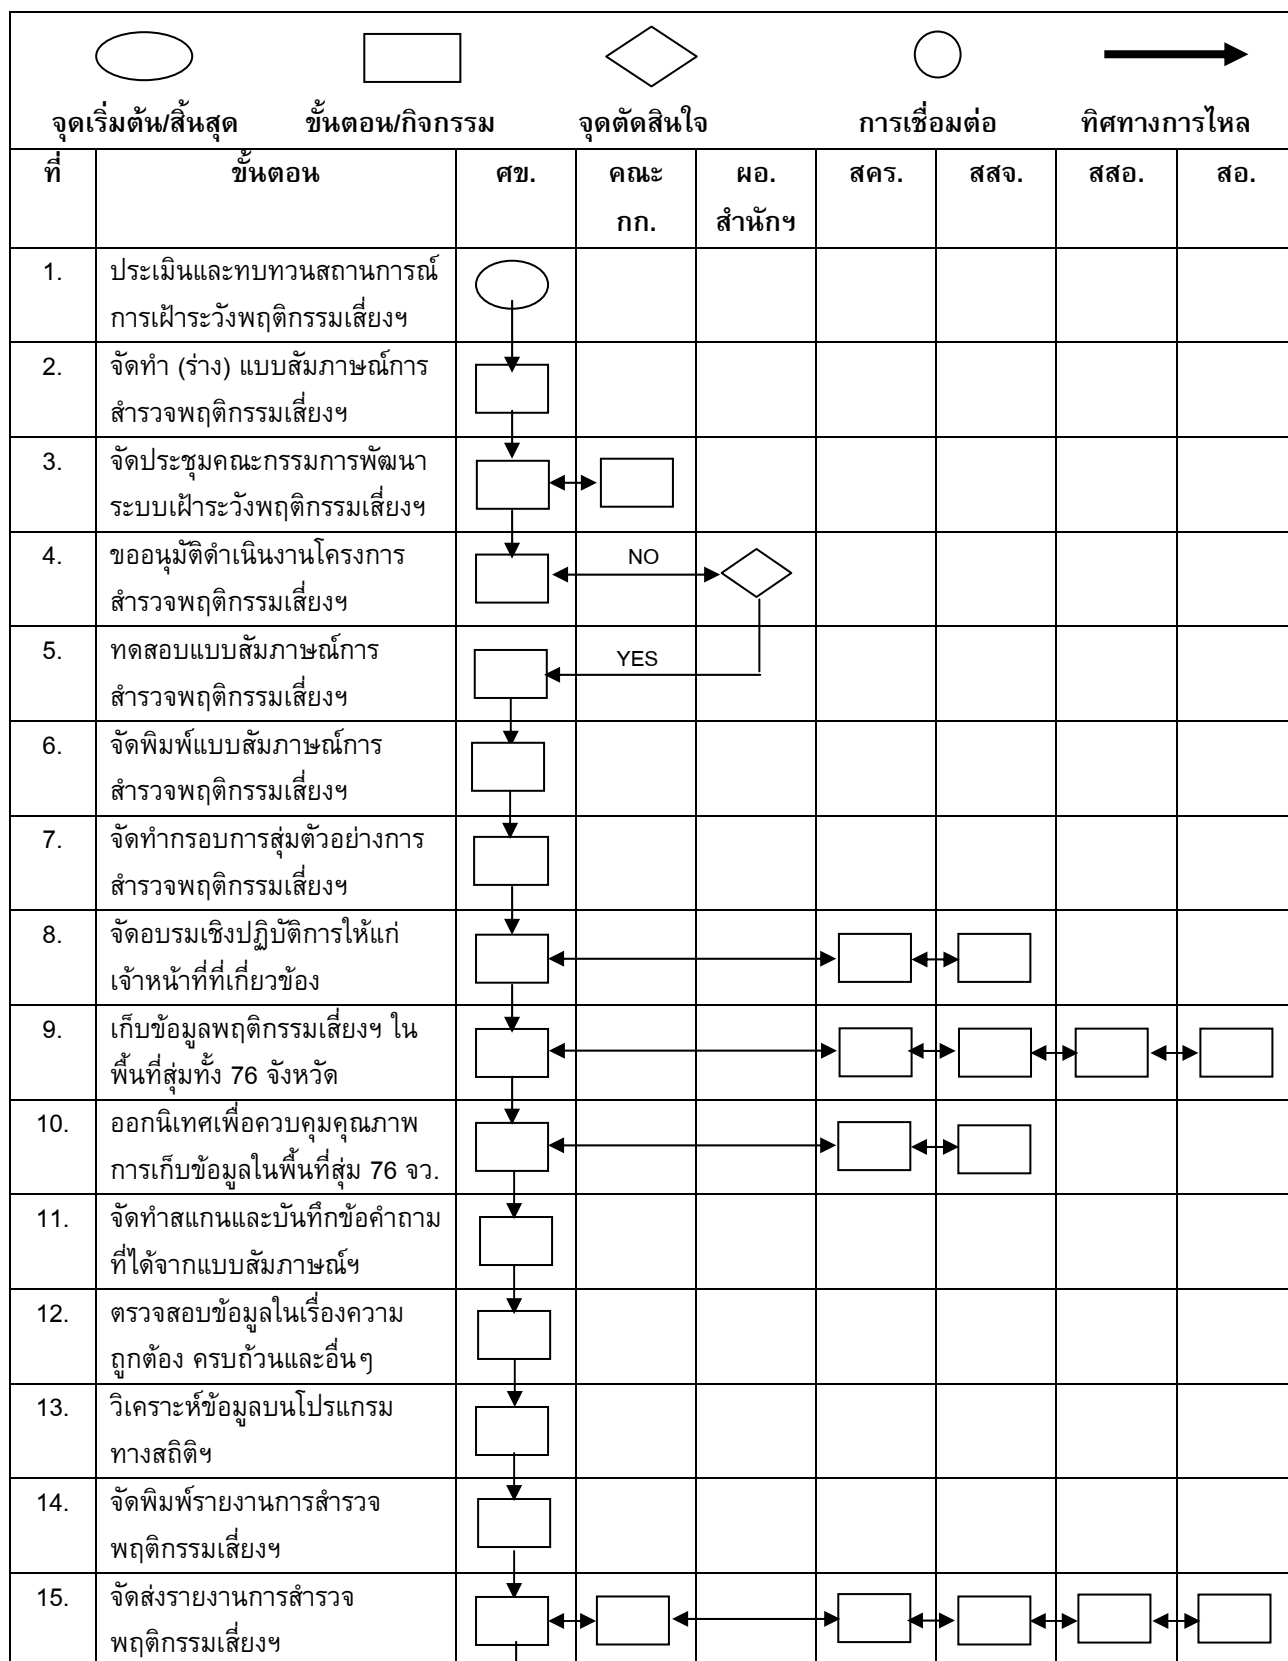 จุดเริ่มต้น/สิ้นสุด ขั้นตอน/กิจกรรม จุดตัดสินใจ การเชื่อมต่อ ทิศทางการไหล
ที่ ขั้นตอน ศข. คณะ ผอ. สคร. สสจ. สสอ. สอ.
กก. สำนักฯ
1. ประเมินและทบทวนสถานการณ์
การเฝ้าระวังพฤติกรรมเสี่ยงฯ
2. จัดทำ (ร่าง) แบบสัมภาษณ์การ
สำรวจพฤติกรรมเสี่ยงฯ
3. จัดประชุมคณะกรรมการพัฒนา
ระบบเฝ้าระวังพฤติกรรมเสี่ยงฯ
4. ขออนุมัติดำเนินงานโครงการ NO
สำรวจพฤติกรรมเสี่ยงฯ
5. ทดสอบแบบสัมภาษณ์การ YES
สำรวจพฤติกรรมเสี่ยงฯ
6. จัดพิมพ์แบบสัมภาษณ์การ
สำรวจพฤติกรรมเสี่ยงฯ
7. จัดทำกรอบการสุ่มตัวอย่างการ
สำรวจพฤติกรรมเสี่ยงฯ
8. จัดอบรมเชิงปฏิบัติการให้แก่
เจ้าหน้าที่ที่เกี่ยวข้อง
9. เก็บข้อมูลพฤติกรรมเสี่ยงฯ ใน
พื้นที่สุ่มทั้ง 76 จังหวัด
10. ออกนิเทศเพื่อควบคุมคุณภาพ
การเก็บข้อมูลในพื้นที่สุ่ม 76 จว.
11. จัดทำสแกนและบันทึกข้อคำถาม
ที่ได้จากแบบสัมภาษณ์ฯ
12. ตรวจสอบข้อมูลในเรื่องความ
ถูกต้อง ครบถ้วนและอื่นๆ
13. วิเคราะห์ข้อมูลบนโปรแกรม
ทางสถิติฯ
14. จัดพิมพ์รายงานการสำรวจ
พฤติกรรมเสี่ยงฯ
15. จัดส่งรายงานการสำรวจ
พฤติกรรมเสี่ยงฯ